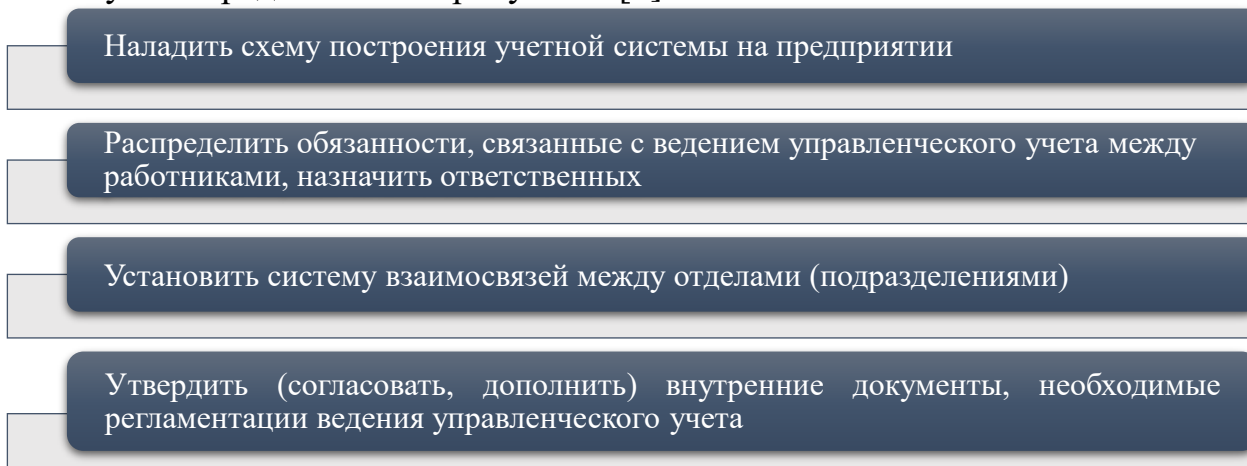 Наладить схему построения учетной системы на предприятии
Распределить обязанности, связанные с ведением управленческого учета между
работниками, назначить ответственных
Установить систему взаимосвязей между отделами (подразделениями)
Утвердить (согласовать, дополнить) внутренние документы, необходимые
регламентации ведения управленческого учета